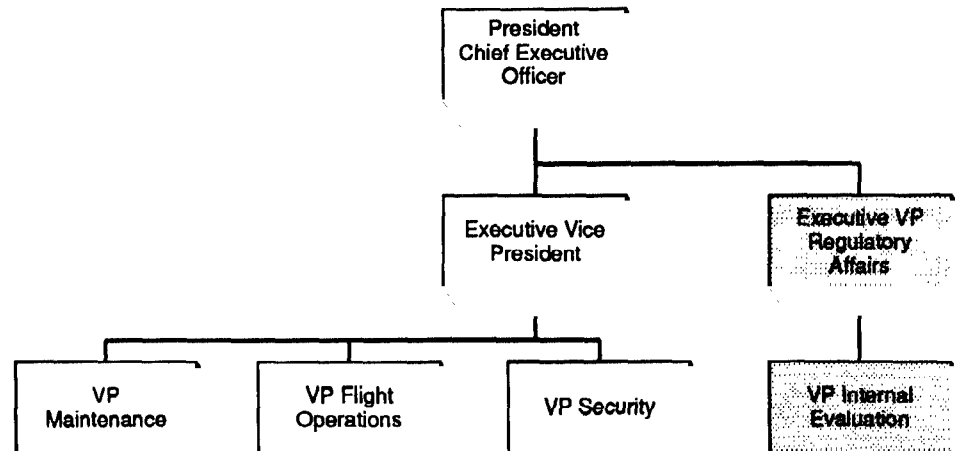 President
Chief Executive
Officer
Executive Vice
President
Executive VP
Regulatory
Affairs
VP
Maintenance
VP Flight
Operations
VP Security
VP Internal
Evaluation